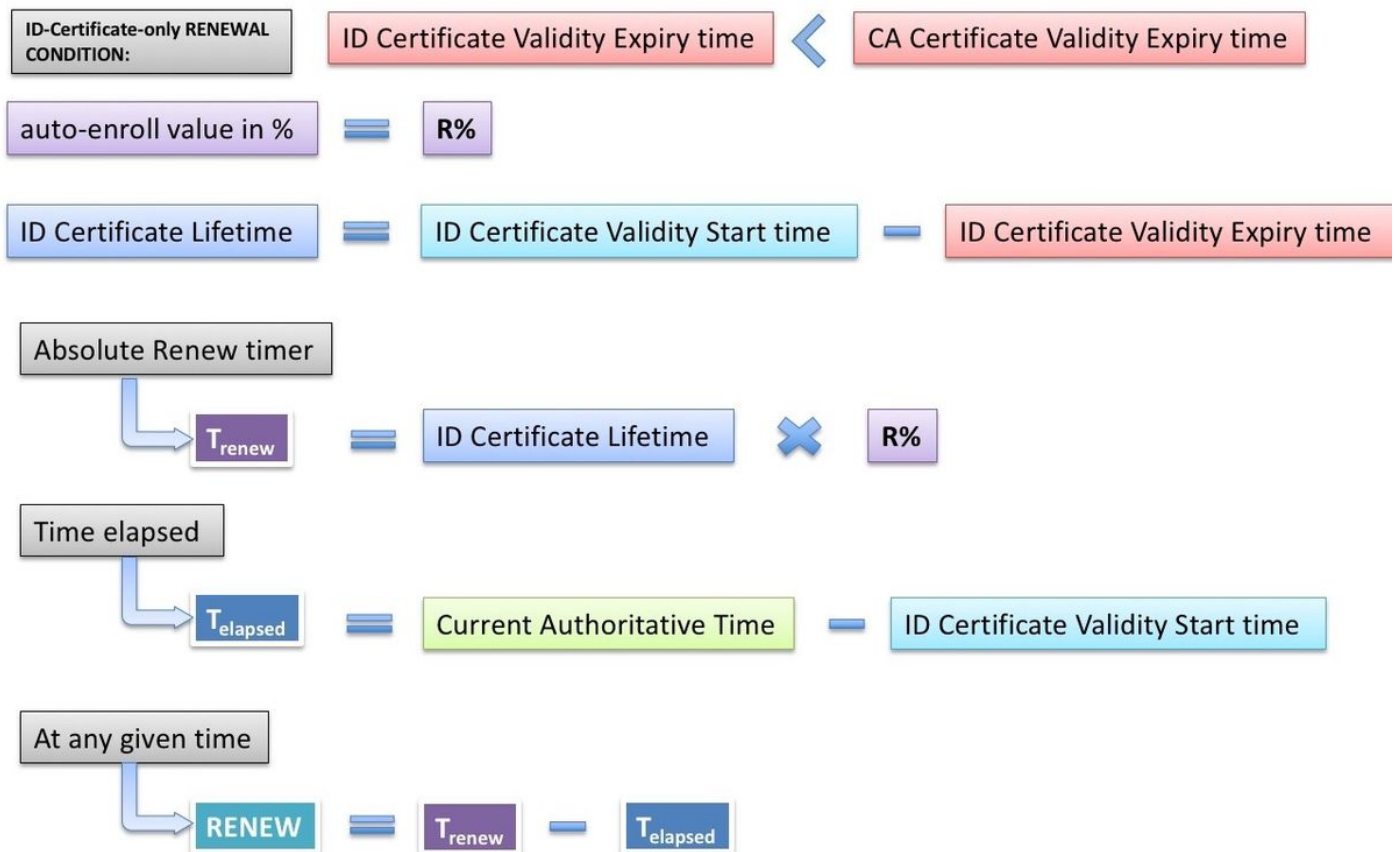 ID-Certificate-only RENEWAL
CONDITION:
ID Certificate Validity Expiry time < CA Certificate Validity Expiry time
auto-enroll value in % = R%
ID Certificate Lifetime = ID Certificate Validity Start time − ID Certificate Validity Expiry time
Absolute Renew timer
Trenew = ID Certificate Lifetime ✖ R%
Time elapsed
Telapsed = Current Authoritative Time − ID Certificate Validity Start time
At any given time
RENEW = Trenew − Telapsed